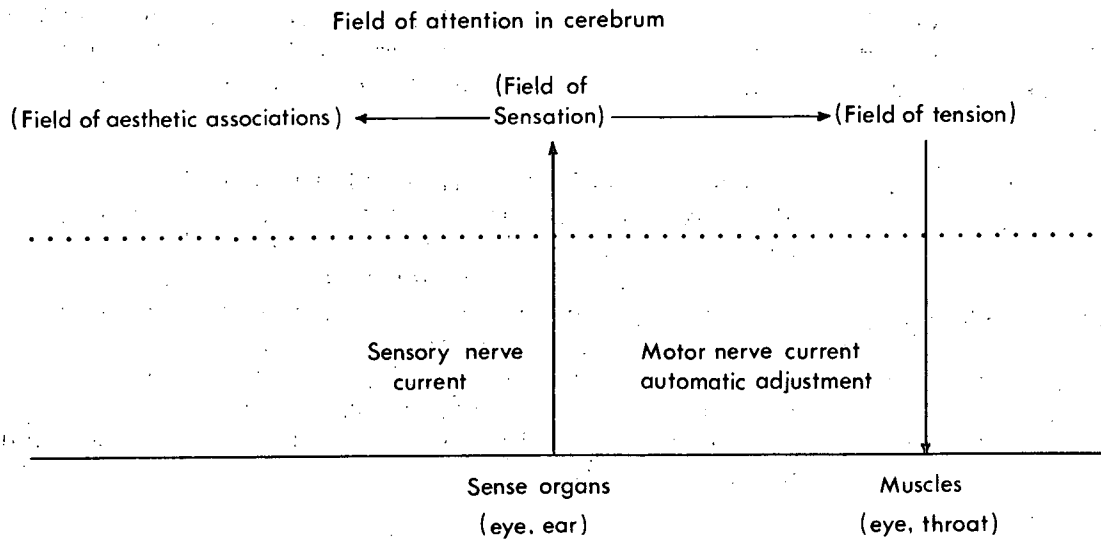 Field of attention in cerebrum
(Field of aesthetic associations)
(Field of
Sensation)
(Field of tension)
Sensory nerve
current
Motor nerve current
automatic adjustment
Sense organs
(eye, ear)
Muscles
(eye, throat)